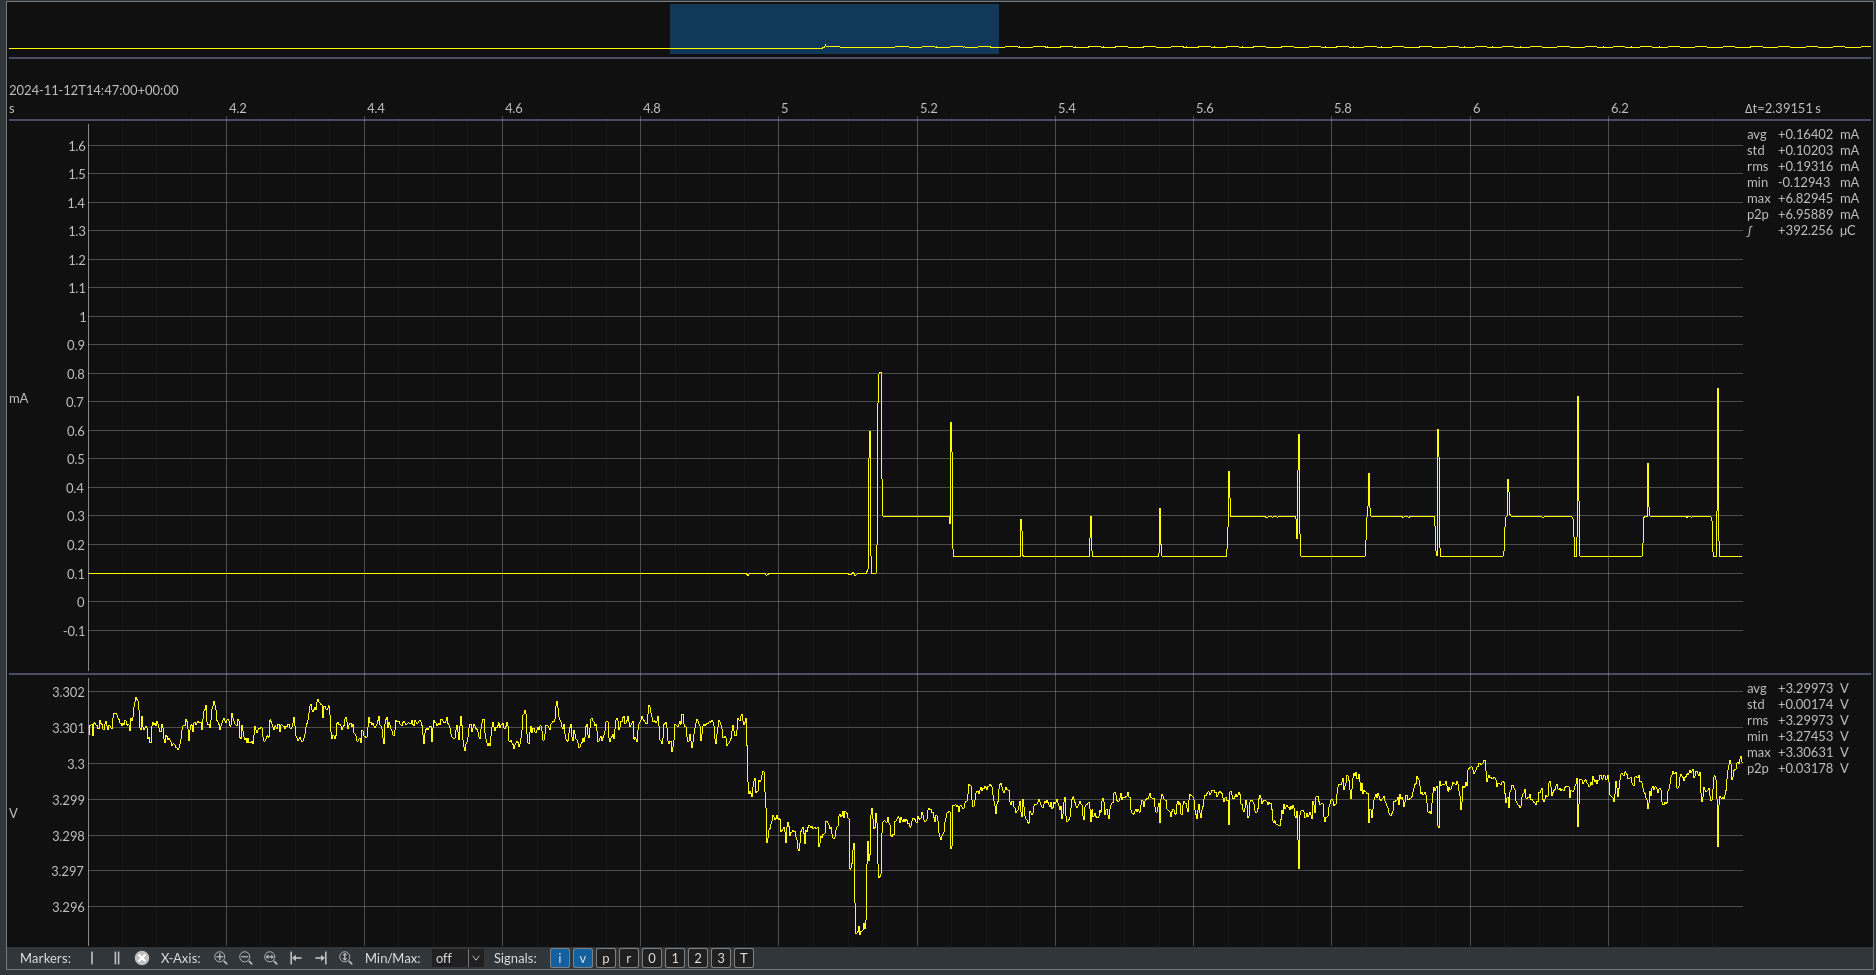 2024-11-12T14:47:00+00:00
s 4.2 4.4 4.6 4.8 5 5.2 5.4 5.6 5.8 6 6.2 Δt=2.39151 s
avg +0.16402 mA
std +0.10203 mA
rms +0.19316 mA
min -0.12943 mA
max +6.82945 mA
p2p +6.95889 mA
∫ +392.256 µC
1.6
1.5
1.4
1.3
1.2
1.1
1
0.9
0.8
0.7
mA
0.6
0.5
0.4
0.3
0.2
0.1
0
-0.1
avg +3.29973 V
std +0.00174 V
rms +3.29973 V
min +3.27453 V
max +3.30631 V
p2p +0.03178 V
3.302
3.301
3.3
3.299
V
3.298
3.297
3.296
Markers: X-Axis: Min/Max: off Signals: i v p r 0 1 2 3 T